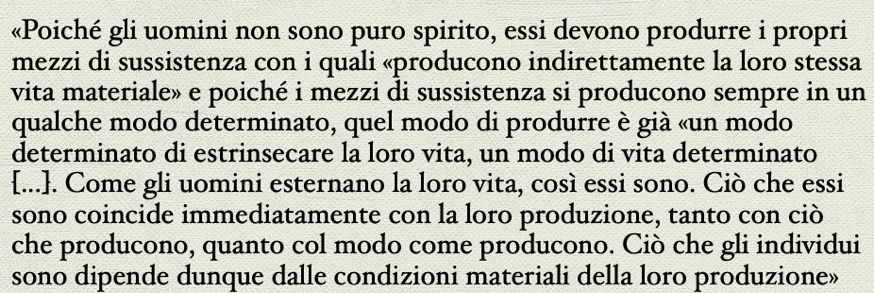 «Poiché gli uomini non sono puro spirito, essi devono produrre i propri
mezzi di sussistenza con i quali «producono indirettamente la loro stessa
vita materiale» e poiché i mezzi di sussistenza si producono sempre in un
qualche modo determinato, quel modo di produrre è già «un modo
determinato di estrinsecare la loro vita, un modo di vita determinato
[...]. Come gli uomini esternano la loro vita, così essi sono. Ciò che essi
sono coincide immediatamente con la loro produzione, tanto con ciò
che producono, quanto col modo come producono. Ciò che gli individui
sono dipende dunque dalle condizioni materiali della loro produzione»